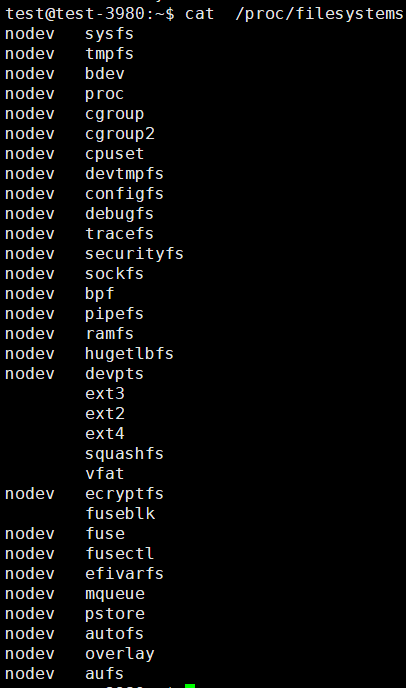 test@test-3980:~$ cat  /proc/filesystems
nodev   sysfs
nodev   tmpfs
nodev   bdev
nodev   proc
nodev   cgroup
nodev   cgroup2
nodev   cpuset
nodev   devtmpfs
nodev   configfs
nodev   debugfs
nodev   tracefs
nodev   securityfs
nodev   sockfs
nodev   bpf
nodev   pipefs
nodev   ramfs
nodev   hugetlbfs
nodev   devpts
        ext3
        ext2
        ext4
        squashfs
        vfat
nodev   ecryptfs
        fuseblk
nodev   fuse
nodev   fusectl
nodev   efivarfs
nodev   mqueue
nodev   pstore
nodev   autofs
nodev   overlay
nodev   aufs